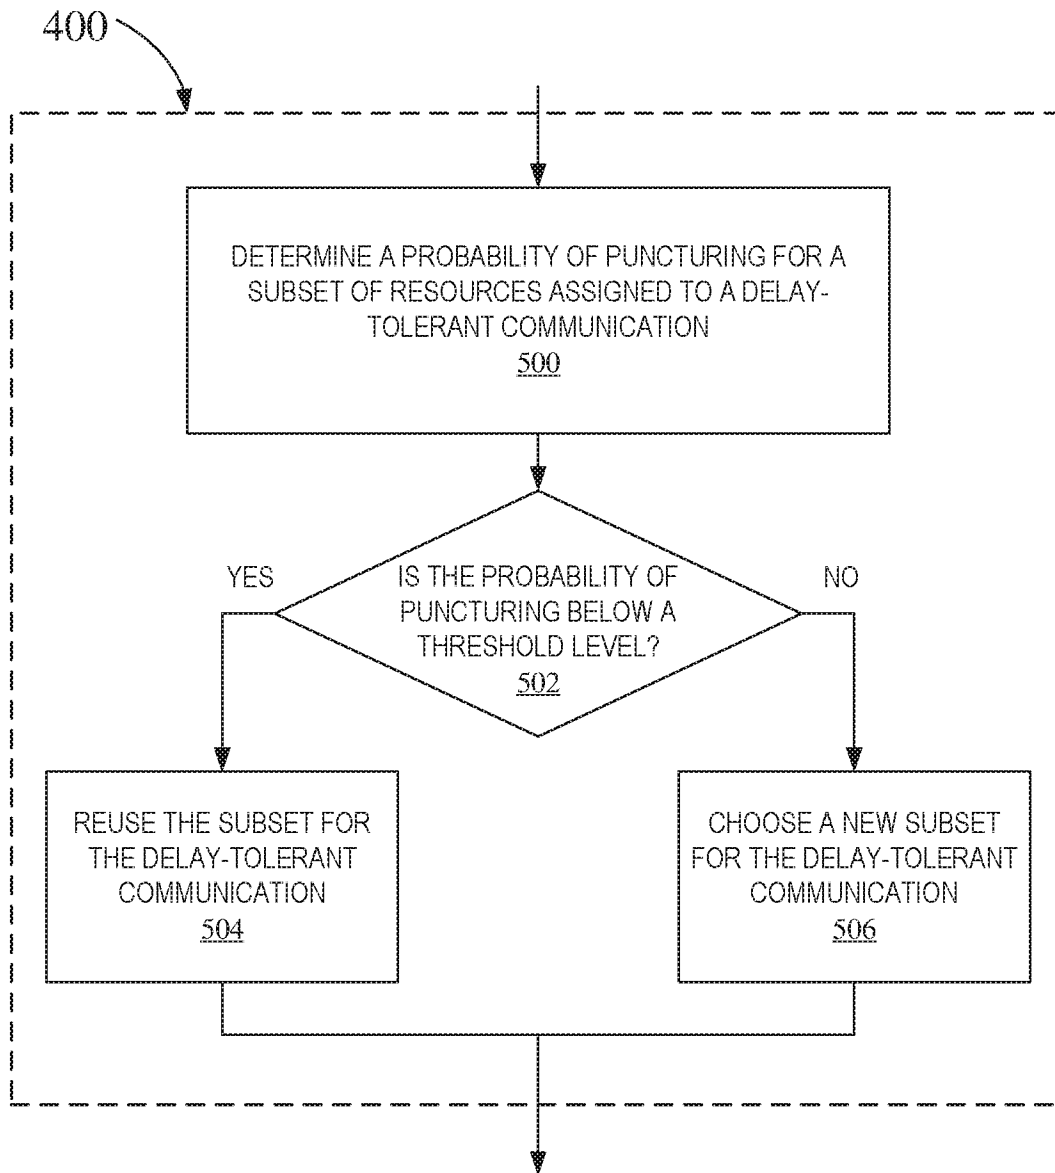 400
DETERMINE A PROBABILITY OF PUNCTURING FOR A
SUBSET OF RESOURCES ASSIGNED TO A DELAY-
TOLERANT COMMUNICATION
500
YES
IS THE PROBABILITY OF
PUNCTURING BELOW A
THRESHOLD LEVEL?
502
NO
REUSE THE SUBSET FOR
THE DELAY-TOLERANT
COMMUNICATION
504
CHOOSE A NEW SUBSET
FOR THE DELAY-TOLERANT
COMMUNICATION
506